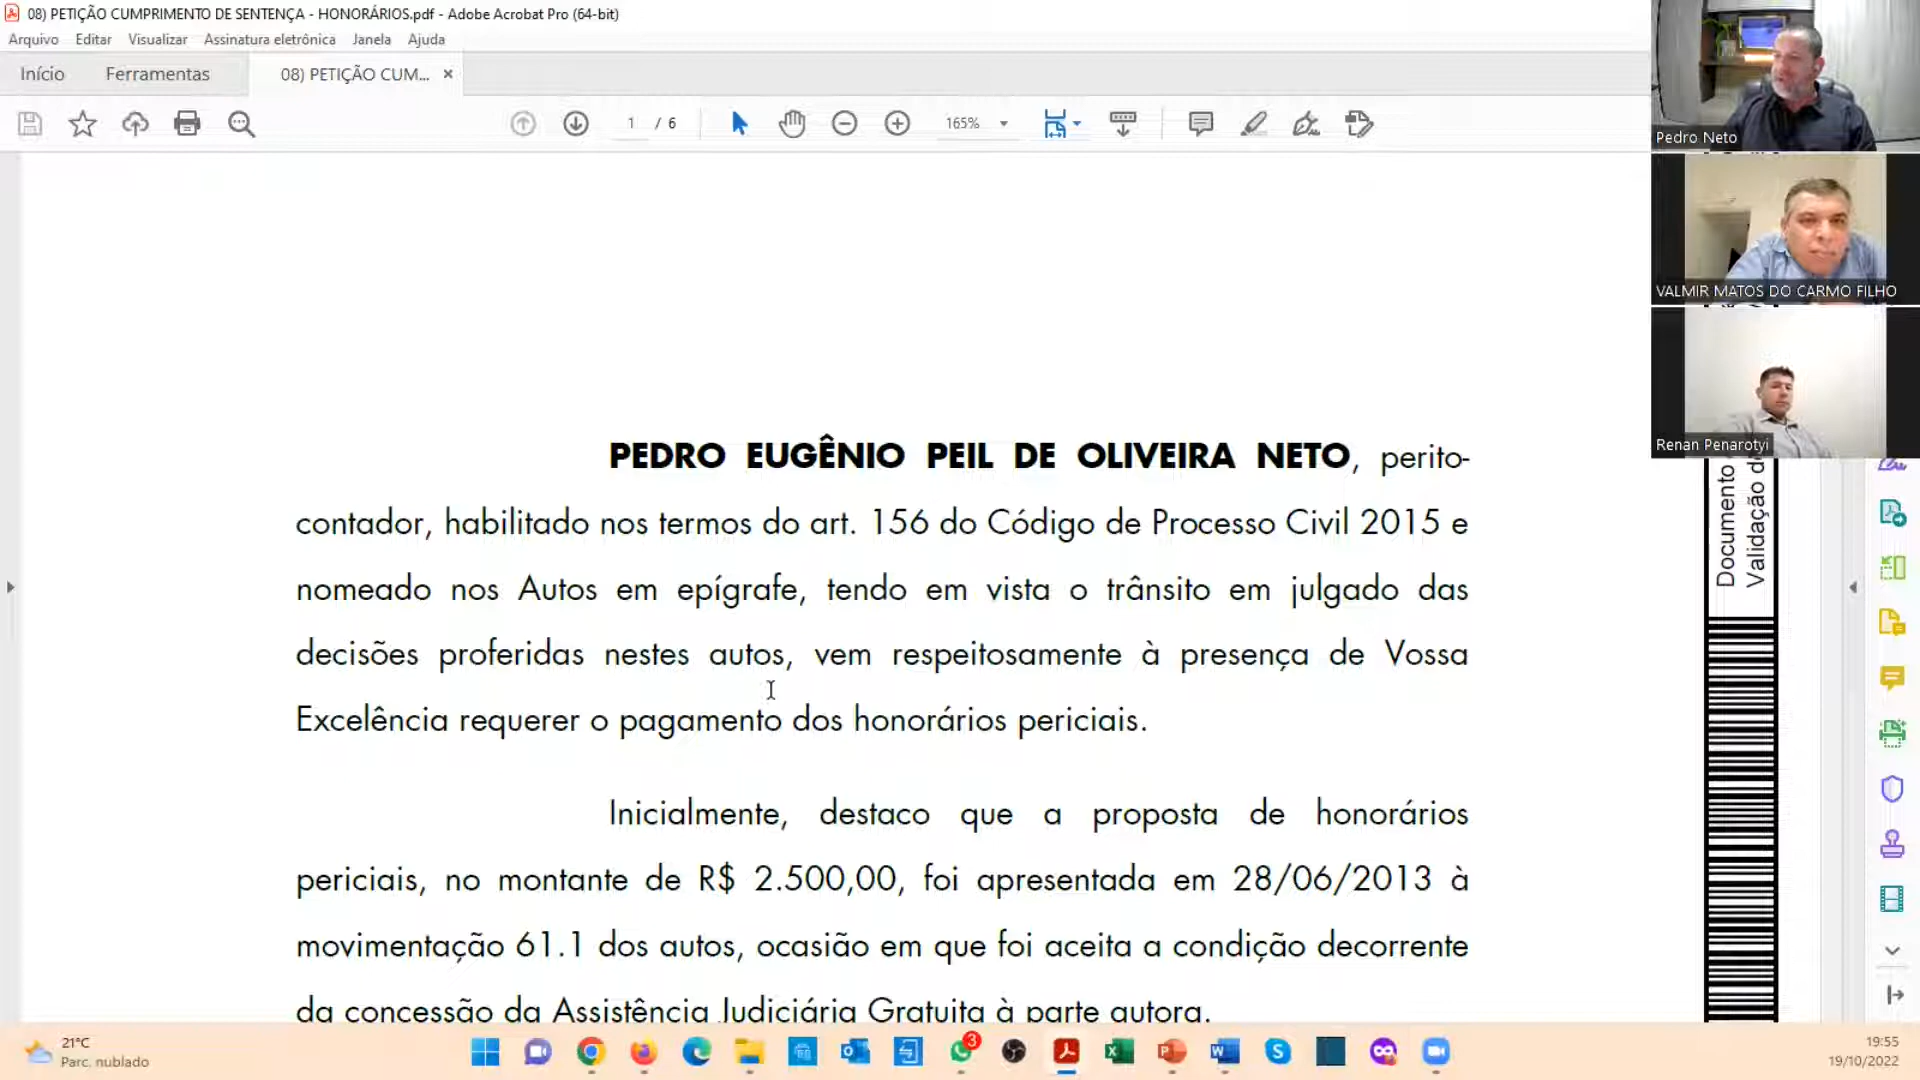 08) PETIÇÃO CUMPRIMENTO DE SENTENÇA - HONORÁRIOS.pdf - Adobe Acrobat Pro (64-bit)
Arquivo Editar Visualizar Assinatura eletrônica Janela Ajuda
Início Ferramentas 08) PETIÇÃO CUM... ×
1 / 6 165%
Pedro Neto
VALMIR MATOS DO CARMO FILHO
Renan Penarotyi
PEDRO EUGÊNIO PEIL DE OLIVEIRA NETO, perito-
contador, habilitado nos termos do art. 156 do Código de Processo Civil 2015 e
nomeado nos Autos em epígrafe, tendo em vista o trânsito em julgado das
decisões proferidas nestes autos, vem respeitosamente à presença de Vossa
Excelência requerer o pagamento dos honorários periciais.
Inicialmente, destaco que a proposta de honorários
periciais, no montante de R$ 2.500,00, foi apresentada em 28/06/2013 à
movimentação 61.1 dos autos, ocasião em que foi aceita a condição decorrente
da concessão da Assistência Judiciária Gratuita à parte autora.
Documento
Validação
21°C
Parc. nublado
3
19:55
19/10/2022